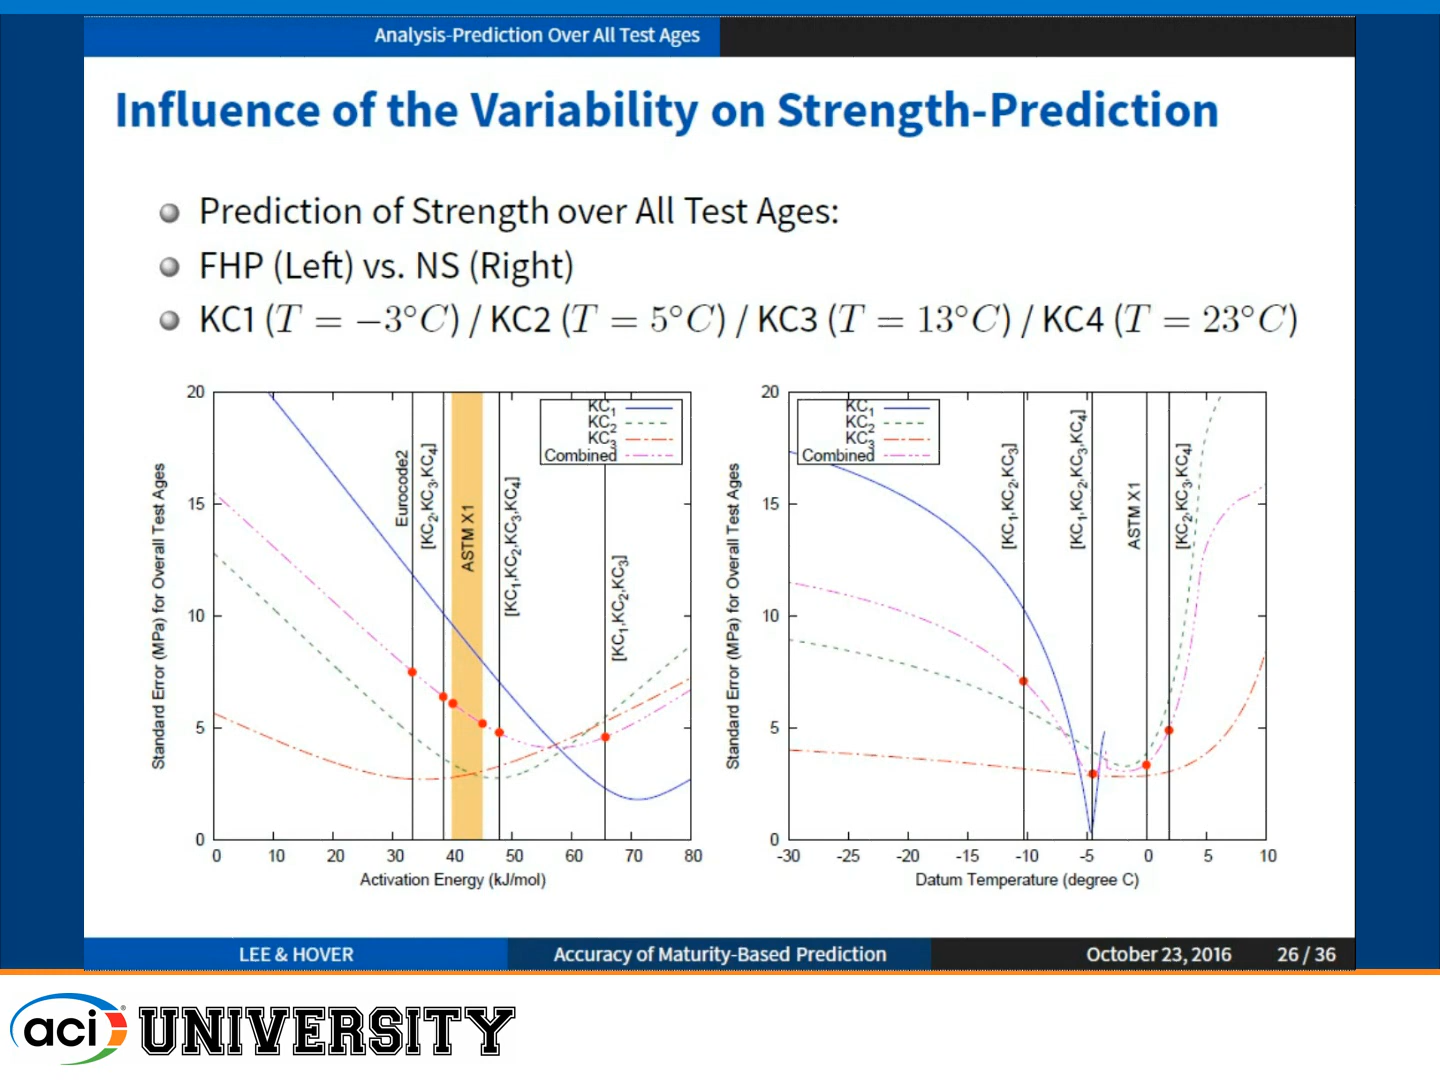 Analysis-Prediction Over All Test Ages
Influence of the Variability on Strength-Prediction
Prediction of Strength over All Test Ages:
FHP (Left) vs. NS (Right)
KC1 (T = −3°C) / KC2 (T = 5°C) / KC3 (T = 13°C) / KC4 (T = 23°C)
20
15
10
5
0
Standard Error (MPa) for Overall Test Ages
KC1
KC2
KC3
Combined
Eurocode2
[KC2,KC3,KC4]
ASTM X1
[KC1,KC2,KC3,KC4]
[KC1,KC2,KC3]
0 10 20 30 40 50 60 70 80
Activation Energy (kJ/mol)
20
15
10
5
0
Standard Error (MPa) for Overall Test Ages
KC1
KC2
KC3
Combined
[KC1,KC2,KC3]
[KC1,KC2,KC3,KC4]
ASTM X1
[KC2,KC3,KC4]
-30 -25 -20 -15 -10 -5 0 5 10
Datum Temperature (degree C)
LEE & HOVER Accuracy of Maturity-Based Prediction October 23, 2016 26 / 36
aci UNIVERSITY